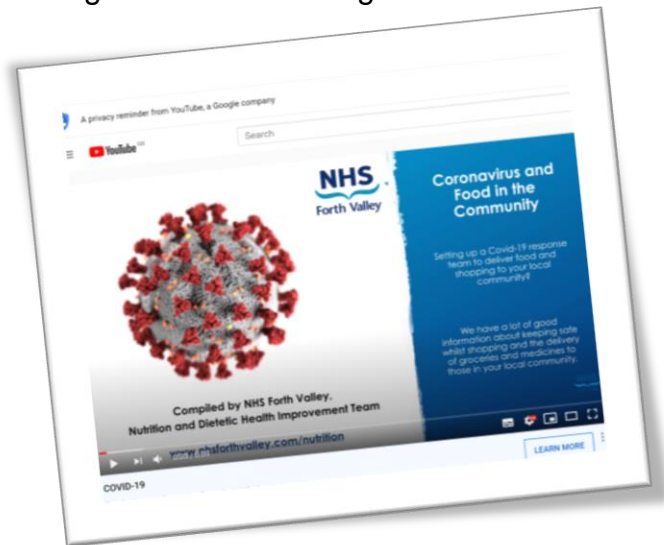 A privacy reminder from YouTube, a Google company
YouTube GB
Search
NHS
Forth Valley
Coronavirus and
Food in the
Community
Setting up a Covid-19 response
team to deliver food and
shopping to your local
community?
We have a lot of good
information about keeping safe
whilst shopping and the delivery
of groceries and medicines to
those in your local community.
Compiled by NHS Forth Valley.
Nutrition and Dietetic Health Improvement Team
www.nhsforthvalley.com/nutrition
LEARN MORE
COVID-19